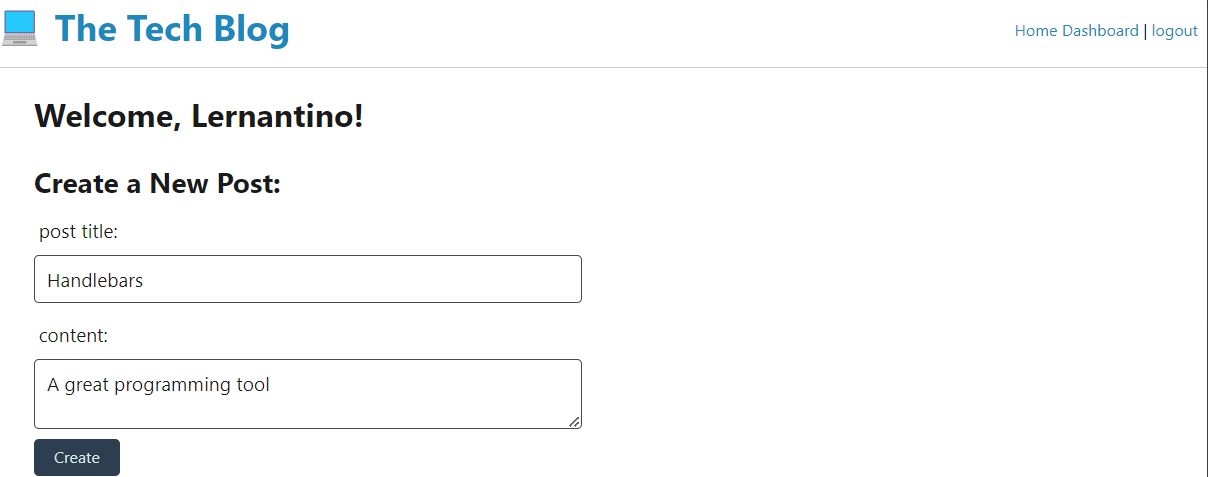 The Tech Blog
Home Dashboard | logout
Welcome, Lernantino!
Create a New Post:
post title:
Handlebars
content:
A great programming tool
Create